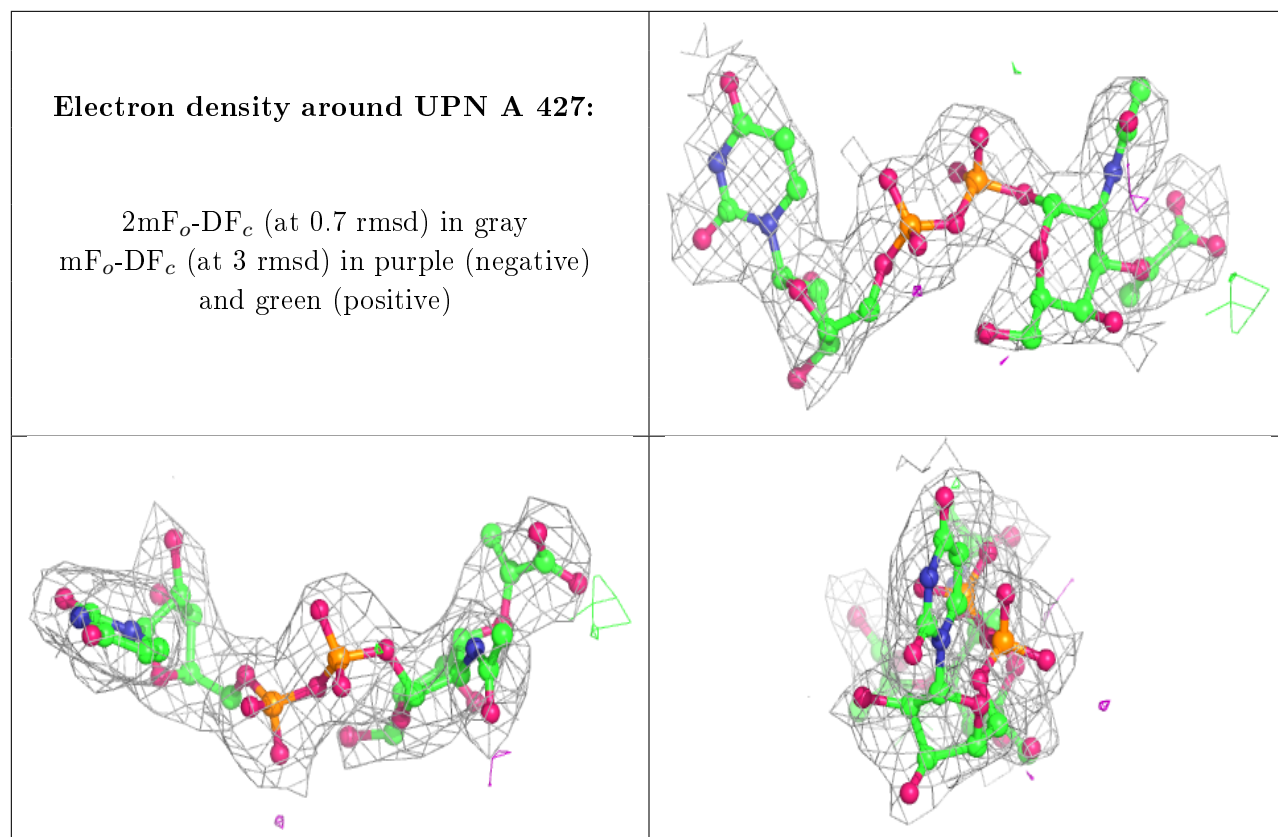 Electron density around UPN A 427:
2mFo-DFc (at 0.7 rmsd) in gray
mFo-DFc (at 3 rmsd) in purple (negative)
and green (positive)